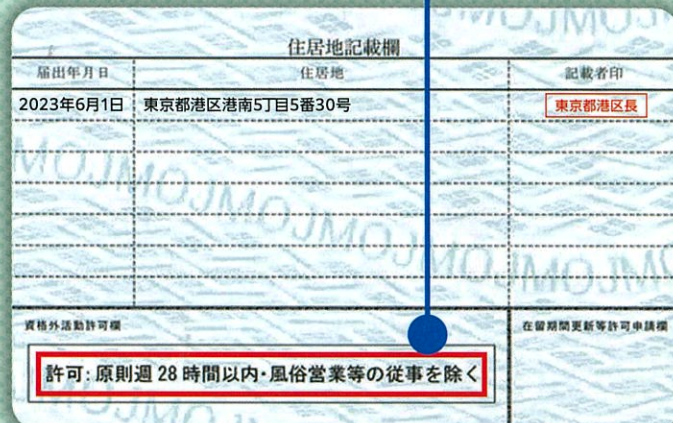 住居地記載欄
届出年月日 住居地 記載者印
2023年6月1日 東京都港区港南5丁目5番30号 東京都港区長
MOJMOJMOJMOJMOJMO
資格外活動許可欄 在留期間更新等許可申請欄
許可: 原則週 28 時間以内・風俗営業等の従事を除く